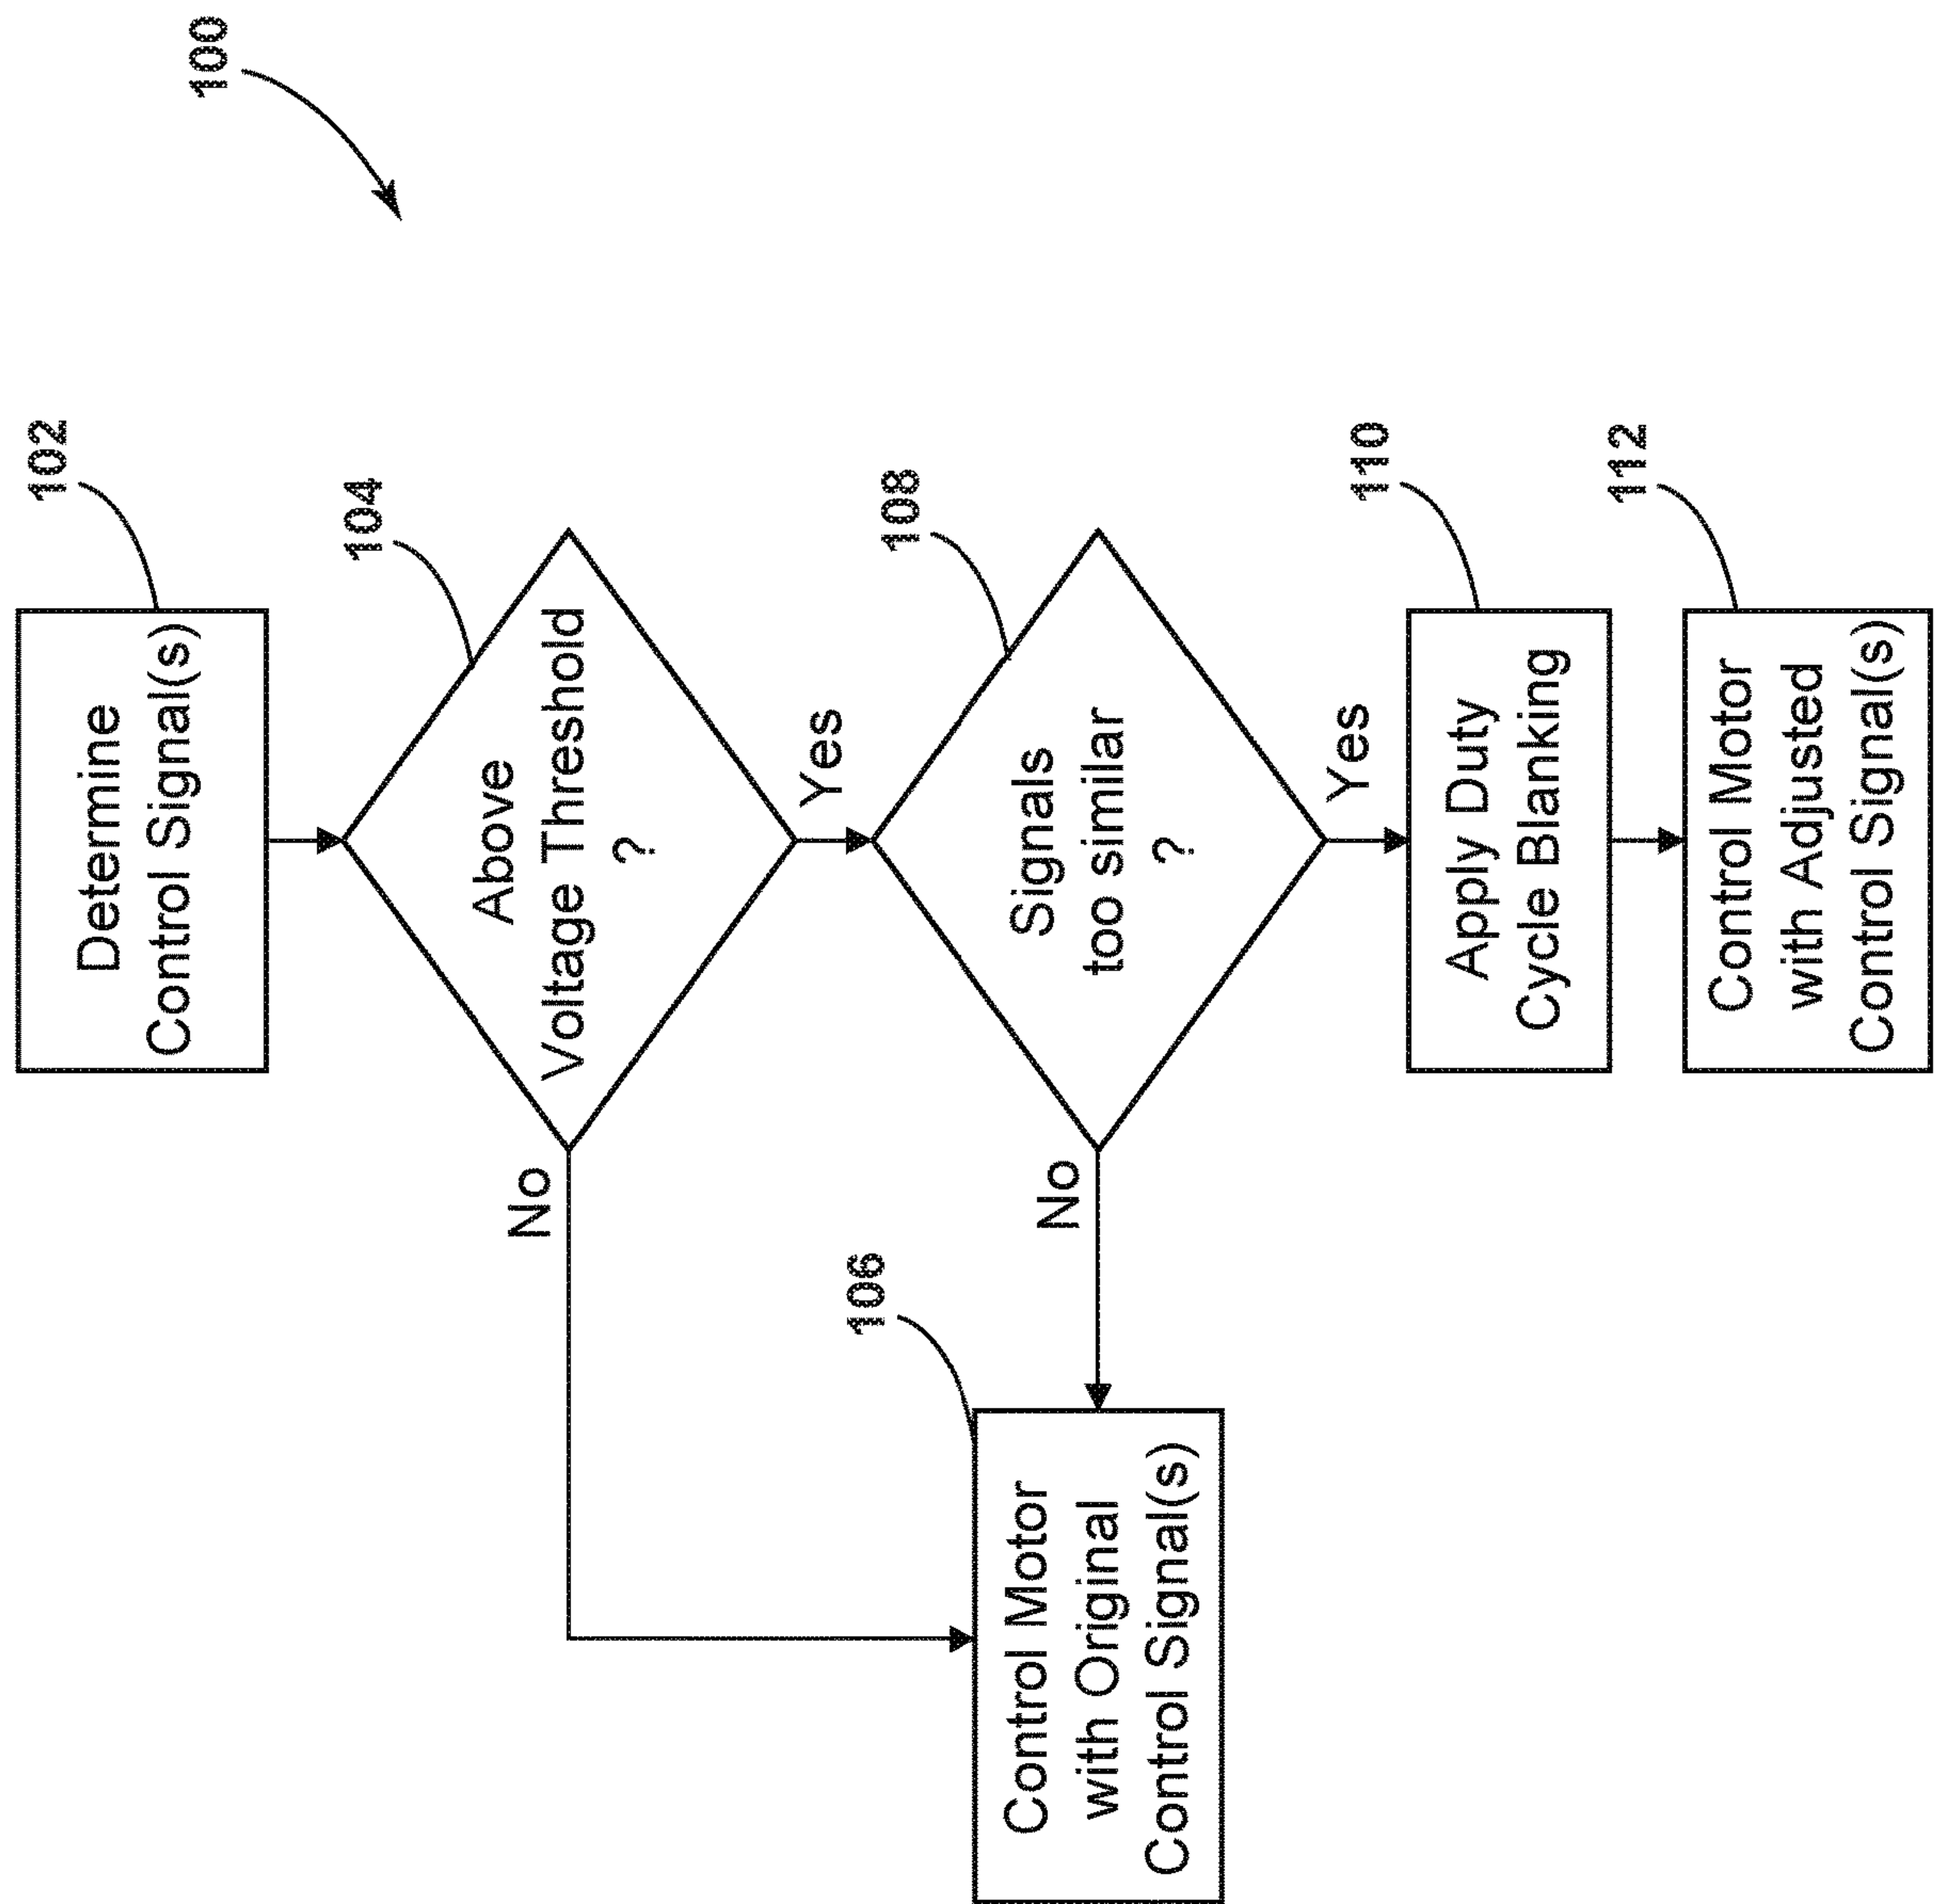 100
102
Determine
Control Signal(s)
104
Above
Voltage Threshold
?
No
Yes
108
Signals
too similar
?
No
Yes
106
Control Motor
with Original
Control Signal(s)
110
Apply Duty
Cycle Blanking
112
Control Motor
with Adjusted
Control Signal(s)